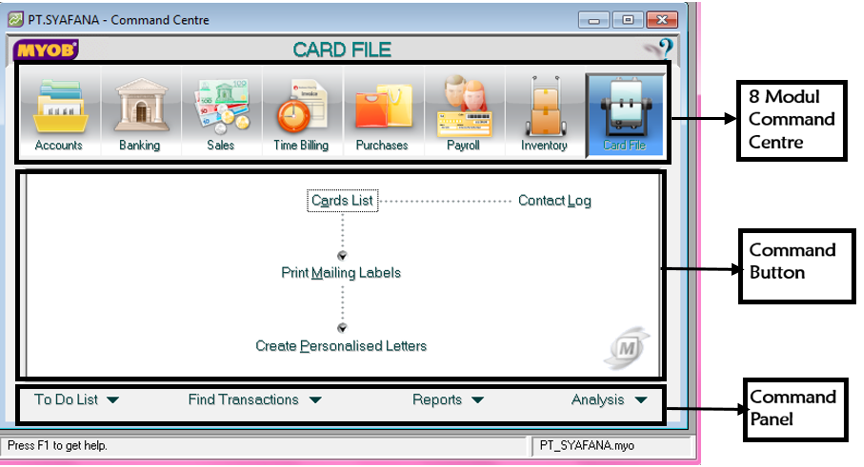 PT.SYAFANA - Command Centre
MYOB
CARD FILE
?
Accounts Banking Sales Time Billing Purchases Payroll Inventory Card File
8 Modul
Command
Centre
Cards List Contact Log
Print Mailing Labels
Create Personalised Letters
M
Command
Button
To Do List Find Transactions Reports Analysis
Command
Panel
Press F1 to get help. PT_SYAFANA.myo